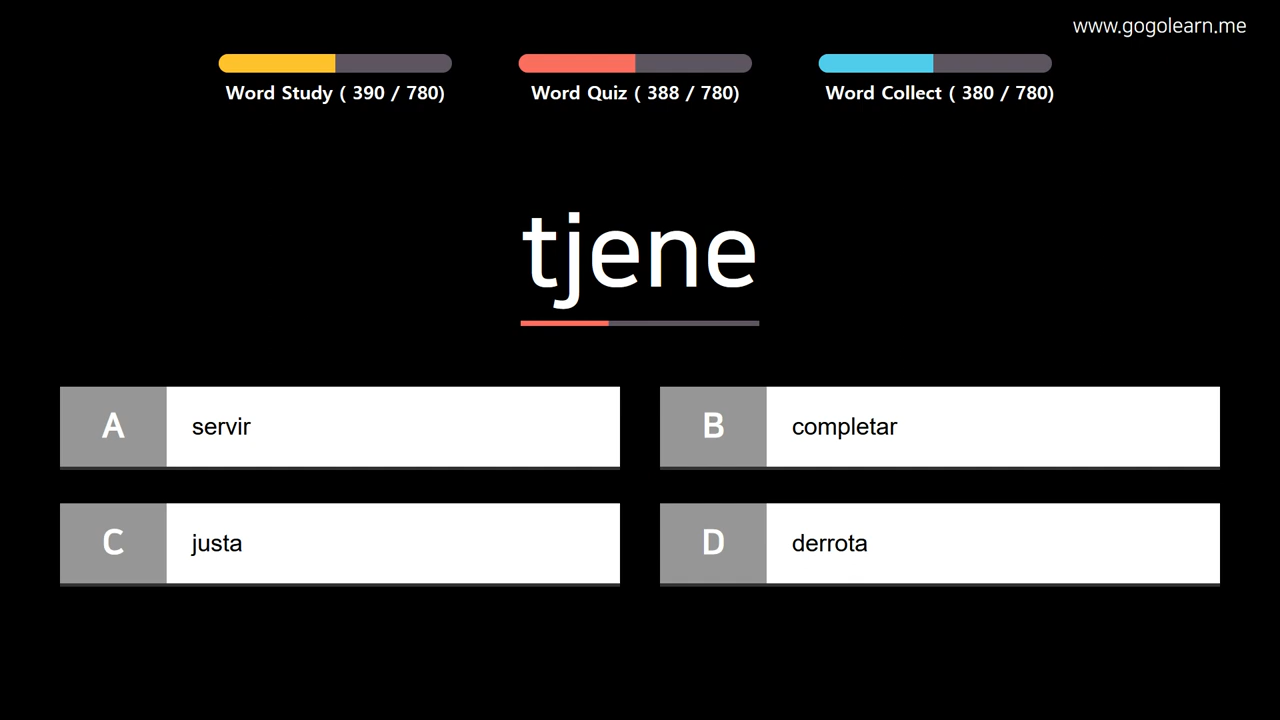 www.gogolearn.me
Word Study ( 390 / 780)
Word Quiz ( 388 / 780)
Word Collect ( 380 / 780)
tjene
A servir
B completar
C justa
D derrota